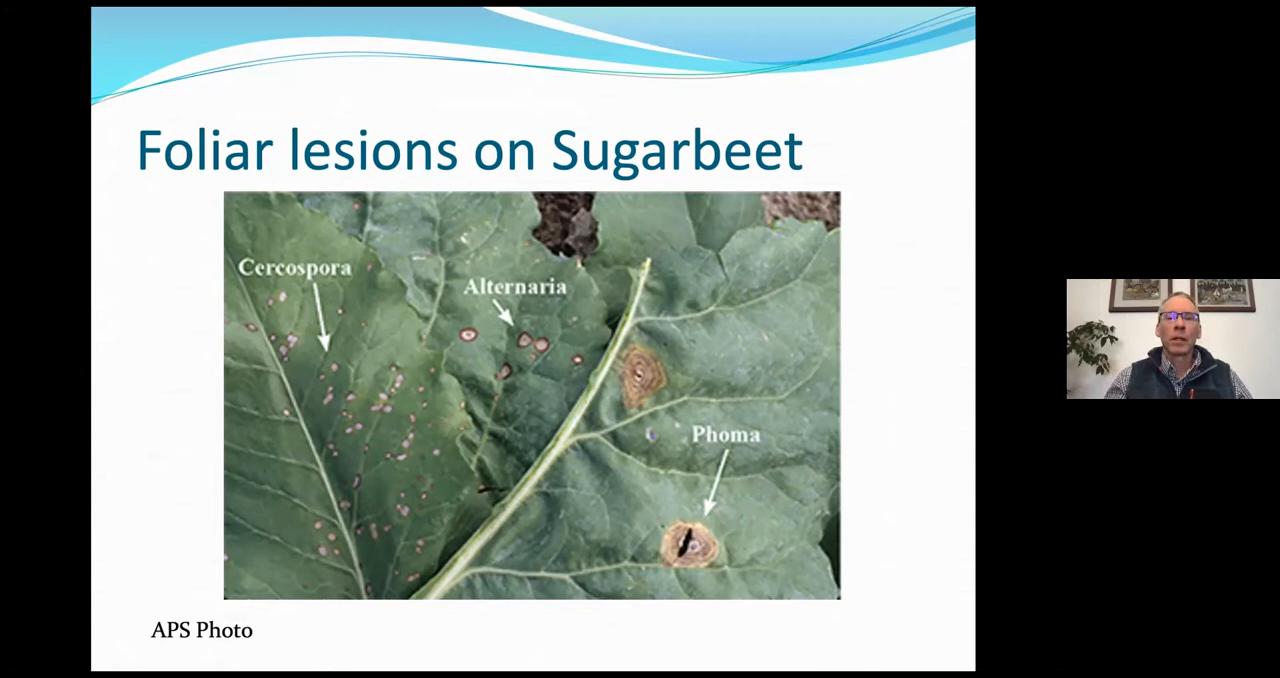 Foliar lesions on Sugarbeet
Cercospora
Alternaria
Phoma
APS Photo